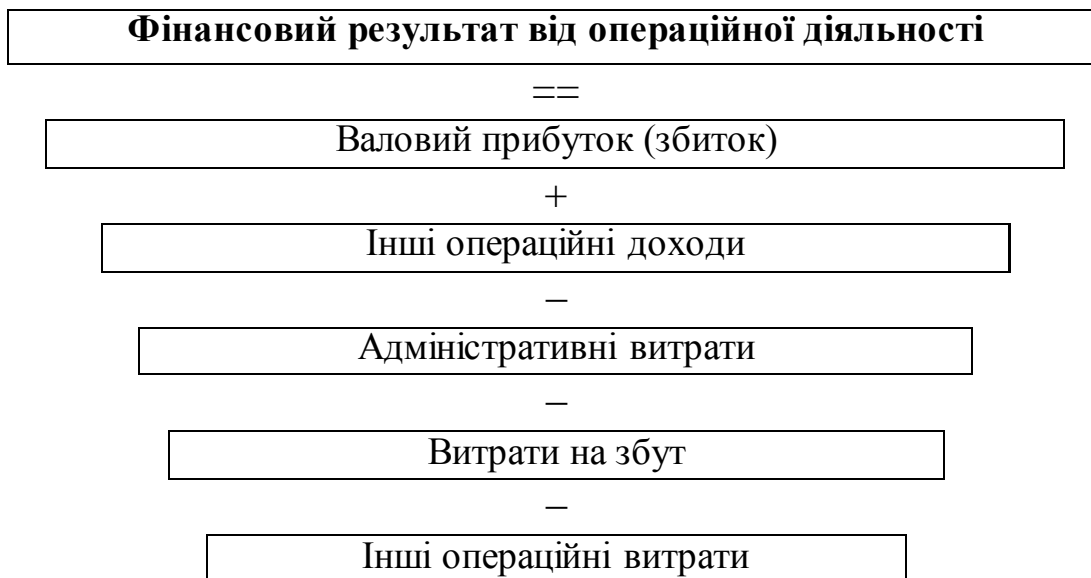 Фінансовий результат від операційної діяльності
==
Валовий прибуток (збиток)
+
Інші операційні доходи
–
Адміністративні витрати
–
Витрати на збут
–
Інші операційні витрати